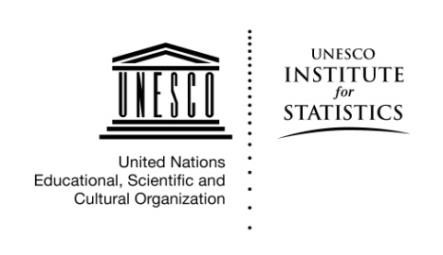 UNESCO
United Nations
Educational, Scientific and
Cultural Organization
UNESCO
INSTITUTE
for
STATISTICS